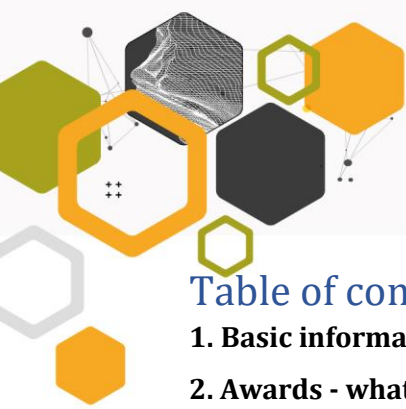 Table of con
1. Basic informa
2. Awards - what